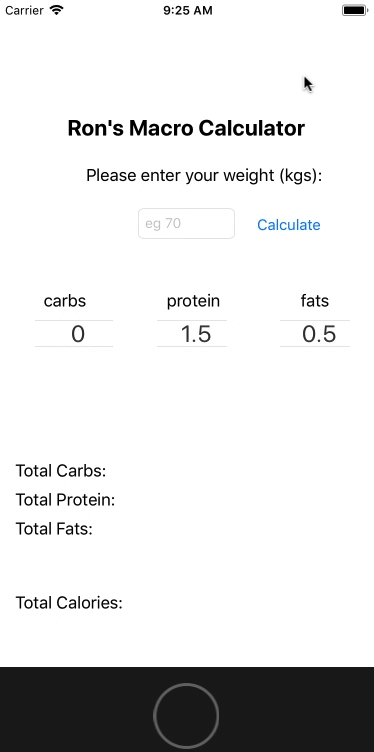 Carrier 9:25 AM
Ron's Macro Calculator
Please enter your weight (kgs):
eg 70 Calculate
carbs protein fats
0 1.5 0.5
Total Carbs:
Total Protein:
Total Fats:
Total Calories: